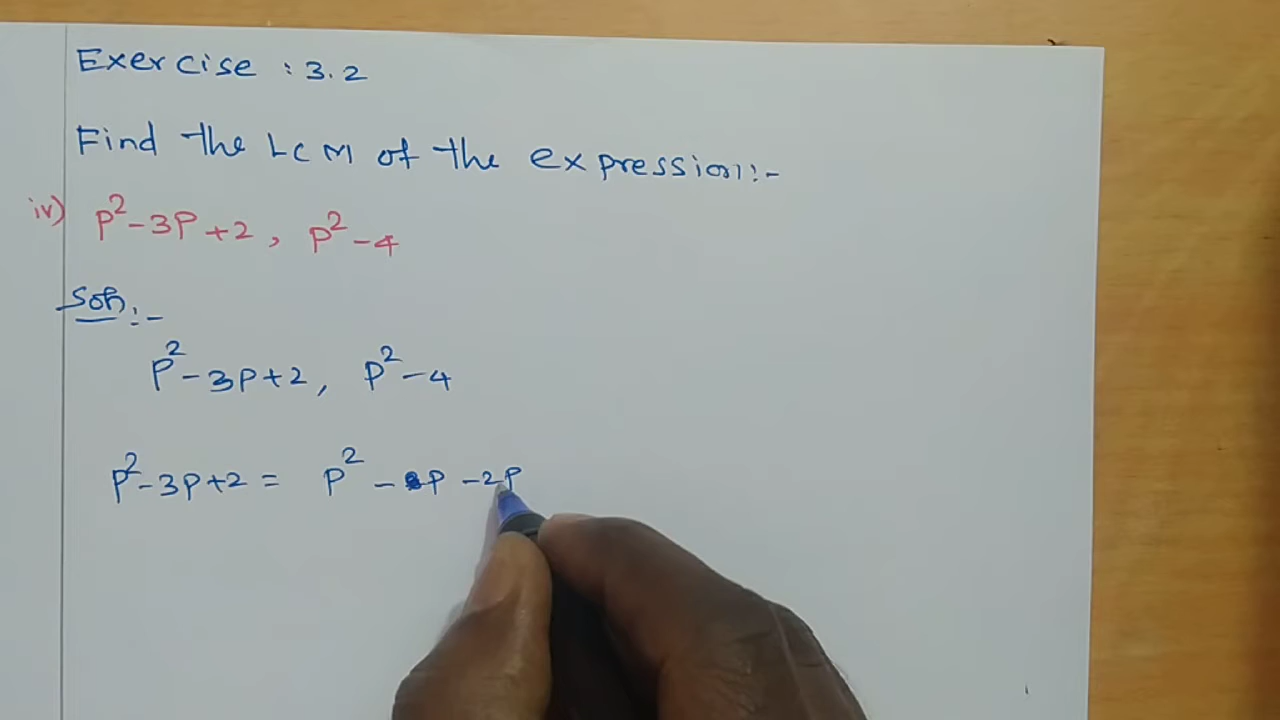 Exercise : 3.2
Find the LCM of the expression:-
iv) p²-3p+2, p²-4
Soln:-
p²-3p+2, p²-4
p²-3p+2 = p² - p -2p